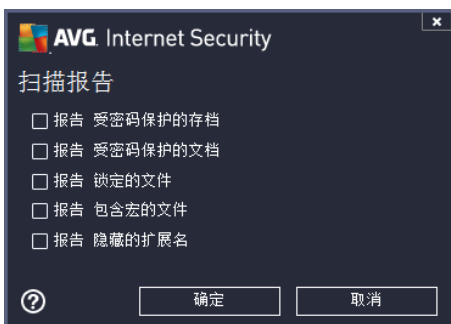 AVG. Internet Security
扫描报告
报告 受密码保护的存档
报告 受密码保护的文档
报告 锁定的文件
报告 包含宏的文件
报告 隐藏的扩展名
确定 取消